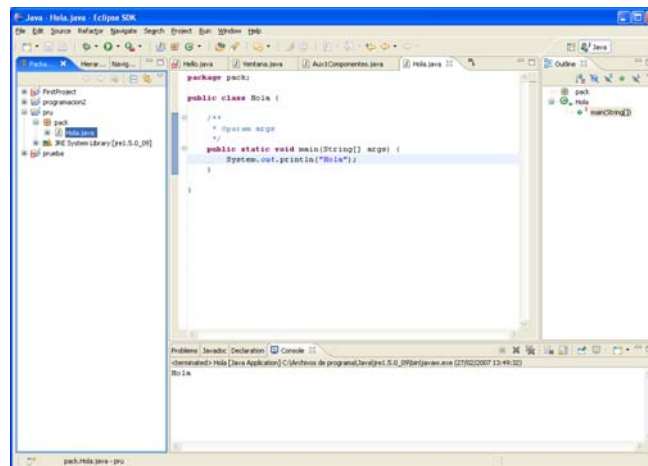 Java - Hola.java - Eclipse SDK
File Edit Source Refactor Navigate Search Project Run Window Help
Java
Packa... Hierar... Navig...
FirstProject
programacion2
pru
pack
Hola.java
JRE System Library [jre1.5.0_09]
prueba
Hello.java Ventana.java Aux3Componentes.java Hola.java
package pack;
public class Hola {
/**
* @param args
*/
public static void main(String[] args) {
System.out.println("Hola");
}
}
Outline
pack
Hola
main(String[])
Problems Javadoc Declaration Console
<terminated> Hola [Java Application] C:\Archivos de programa\Java\jre1.5.0_09\bin\javaw.exe (27/02/2007 13:49:32)
Hola
pack.Hola.java - pru